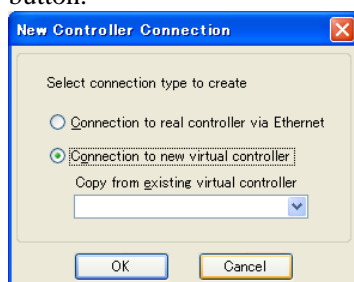 button.
New Controller Connection
Select connection type to create
Connection to real controller via Ethernet
Connection to new virtual controller
Copy from existing virtual controller
OK
Cancel